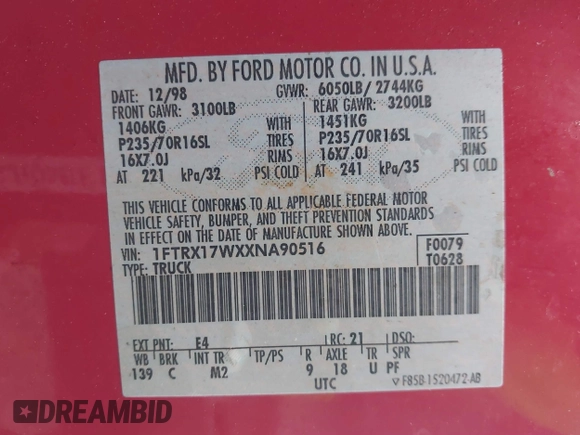 MFD. BY FORD MOTOR CO. IN U.S.A.
DATE: 12/98 GVWR: 6050LB/ 2744KG
FRONT GAWR: 3100LB REAR GAWR: 3200LB
1406KG WITH 1451KG WITH
P235/70R16SL TIRES P235/70R16SL TIRES
16X7.0J RIMS 16X7.0J RIMS
AT 221 kPa/32 PSI COLD AT 241 kPa/35 PSI COLD
THIS VEHICLE CONFORMS TO ALL APPLICABLE FEDERAL MOTOR
VEHICLE SAFETY, BUMPER, AND THEFT PREVENTION STANDARDS
IN EFFECT ON THE DATE OF MANUFACTURE SHOWN ABOVE.
VIN: 1FTRX17WXXNA90516 F0079
TYPE: TRUCK T0628
EXT PNT: E4 RC: 21 DSO:
WB BRK INT TR TP/PS R AXLE TR SPR
139 C M2 9 18 U PF
UTC ▽ F85B-1520472-AB
DREAMBID